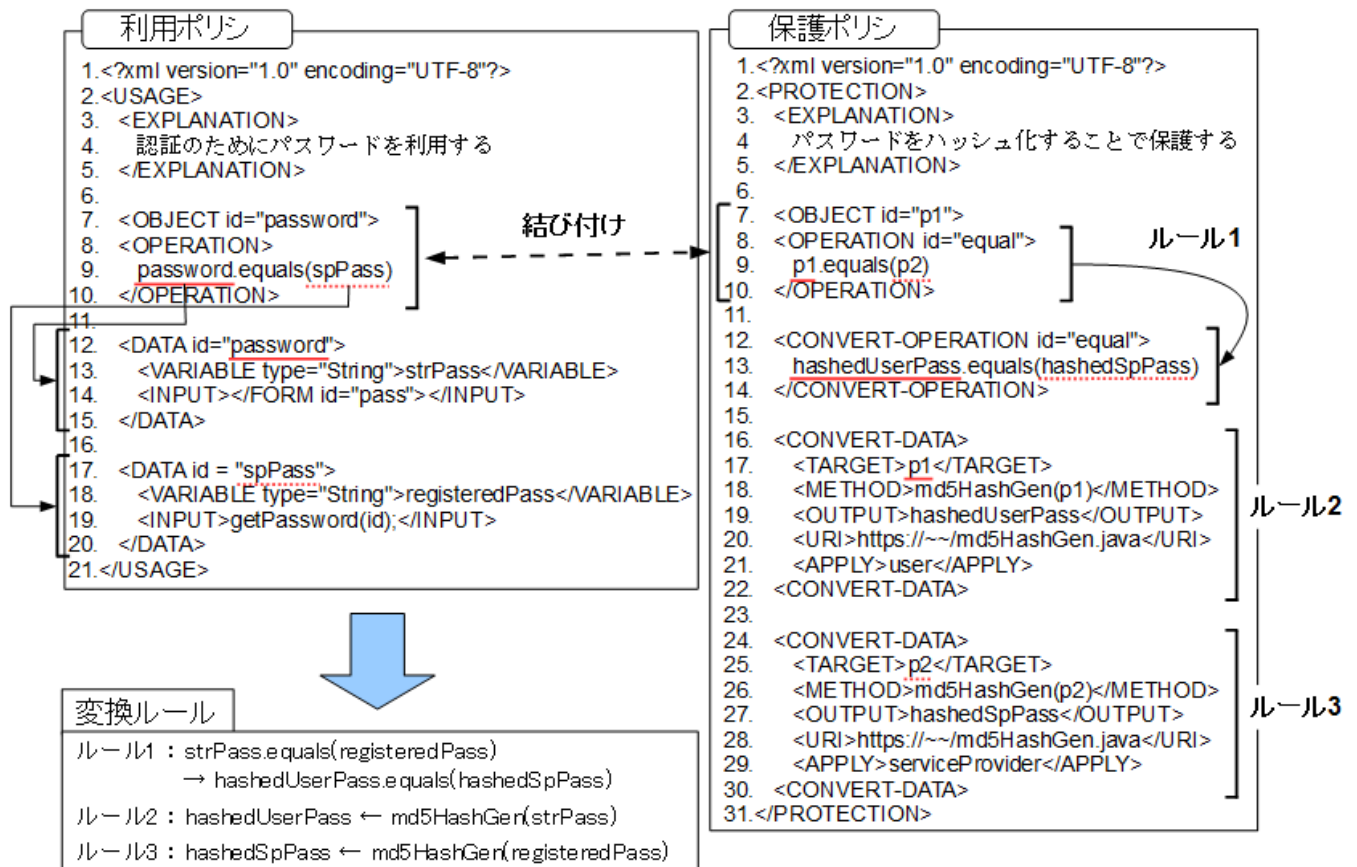 利用ポリシ
1.<?xml version="1.0" encoding="UTF-8"?>
2.<USAGE>
3. <EXPLANATION>
4. 認証のためにパスワードを利用する
5. </EXPLANATION>
6.
7. <OBJECT id="password">
8. <OPERATION>
9. password.equals(spPass)
10. </OPERATION>
11.
12. <DATA id="password">
13. <VARIABLE type="String">strPass</VARIABLE>
14. <INPUT></FORM id="pass"></INPUT>
15. </DATA>
16.
17. <DATA id = "spPass">
18. <VARIABLE type="String">registeredPass</VARIABLE>
19. <INPUT>getPassword(id);</INPUT>
20. </DATA>
21.</USAGE>
結び付け
保護ポリシ
1.<?xml version="1.0" encoding="UTF-8"?>
2.<PROTECTION>
3. <EXPLANATION>
4 パスワードをハッシュ化することで保護する
5. </EXPLANATION>
6.
7. <OBJECT id="p1">
8. <OPERATION id="equal">
9. p1.equals(p2)
10. </OPERATION>
11.
12. <CONVERT-OPERATION id="equal">
13. hashedUserPass.equals(hashedSpPass)
14. </CONVERT-OPERATION>
15.
16. <CONVERT-DATA>
17. <TARGET>p1</TARGET>
18. <METHOD>md5HashGen(p1)</METHOD>
19. <OUTPUT>hashedUserPass</OUTPUT>
20. <URI>https://~~/md5HashGen.java</URI>
21. <APPLY>user</APPLY>
22. <CONVERT-DATA>
23.
24. <CONVERT-DATA>
25. <TARGET>p2</TARGET>
26. <METHOD>md5HashGen(p2)</METHOD>
27. <OUTPUT>hashedSpPass</OUTPUT>
28. <URI>https://~~/md5HashGen.java</URI>
29. <APPLY>serviceProvider</APPLY>
30. <CONVERT-DATA>
31.</PROTECTION>
ルール1
ルール2
ルール3
変換ルール
ルール1：strPass.equals(registeredPass)
→ hashedUserPass.equals(hashedSpPass)
ルール2：hashedUserPass ← md5HashGen(strPass)
ルール3：hashedSpPass ← md5HashGen(registeredPass)